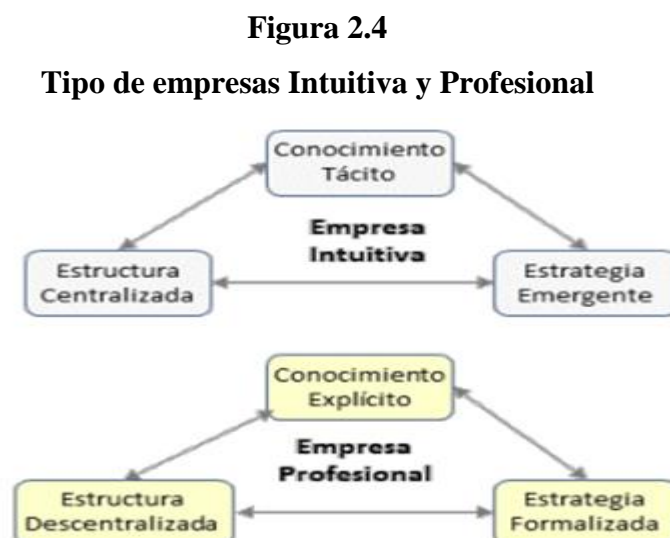 Figura 2.4
Tipo de empresas Intuitiva y Profesional
Conocimiento
Tácito
Empresa
Intuitiva
Estructura
Centralizada
Estrategia
Emergente
Conocimiento
Explícito
Empresa
Profesional
Estructura
Descentralizada
Estrategia
Formalizada